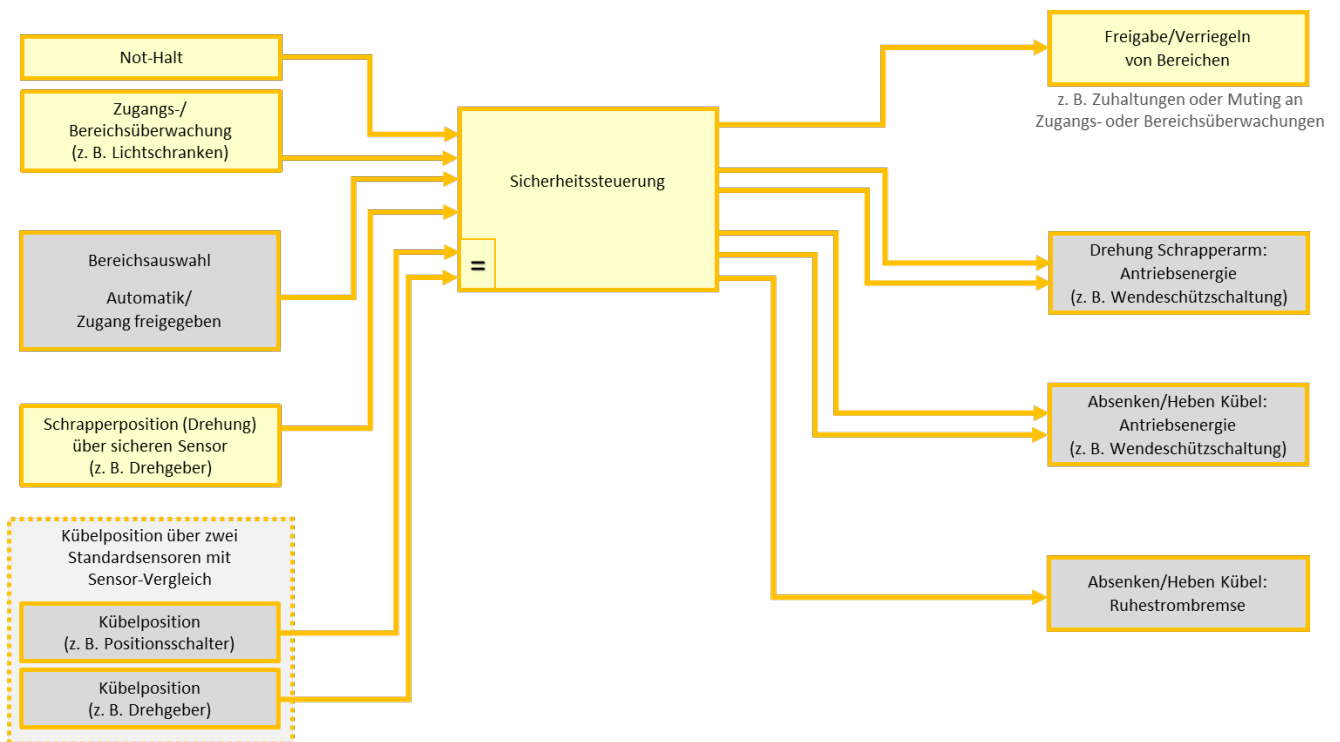 Not-Halt
Zugangs-/
Bereichsüberwachung
(z. B. Lichtschranken)
Bereichsauswahl
Automatik/
Zugang freigegeben
Schrapperposition (Drehung)
über sicheren Sensor
(z. B. Drehgeber)
Kübelposition über zwei
Standardsensoren mit
Sensor-Vergleich
Kübelposition
(z. B. Positionsschalter)
Kübelposition
(z. B. Drehgeber)
Sicherheitssteuerung
=
Freigabe/Verriegeln
von Bereichen
z. B. Zuhaltungen oder Muting an
Zugangs- oder Bereichsüberwachungen
Drehung Schrapperarm:
Antriebsenergie
(z. B. Wendeschützschaltung)
Absenken/Heben Kübel:
Antriebsenergie
(z. B. Wendeschützschaltung)
Absenken/Heben Kübel:
Ruhestrombremse